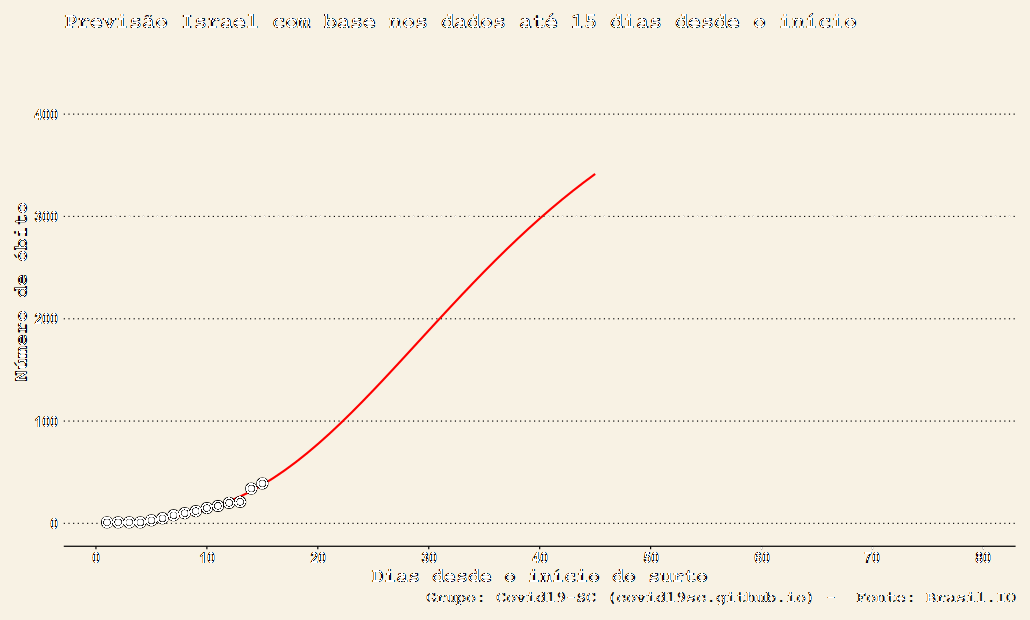 Previsão Israel com base nos dados até 15 dias desde o início
4000
3000
2000
1000
0
Número de óbito
0 10 20 30 40 50 60 70 80
Dias desde o início do surto
Grupo: Covid19-SC (covid19sc.github.io) - Fonte: Brasil.IO